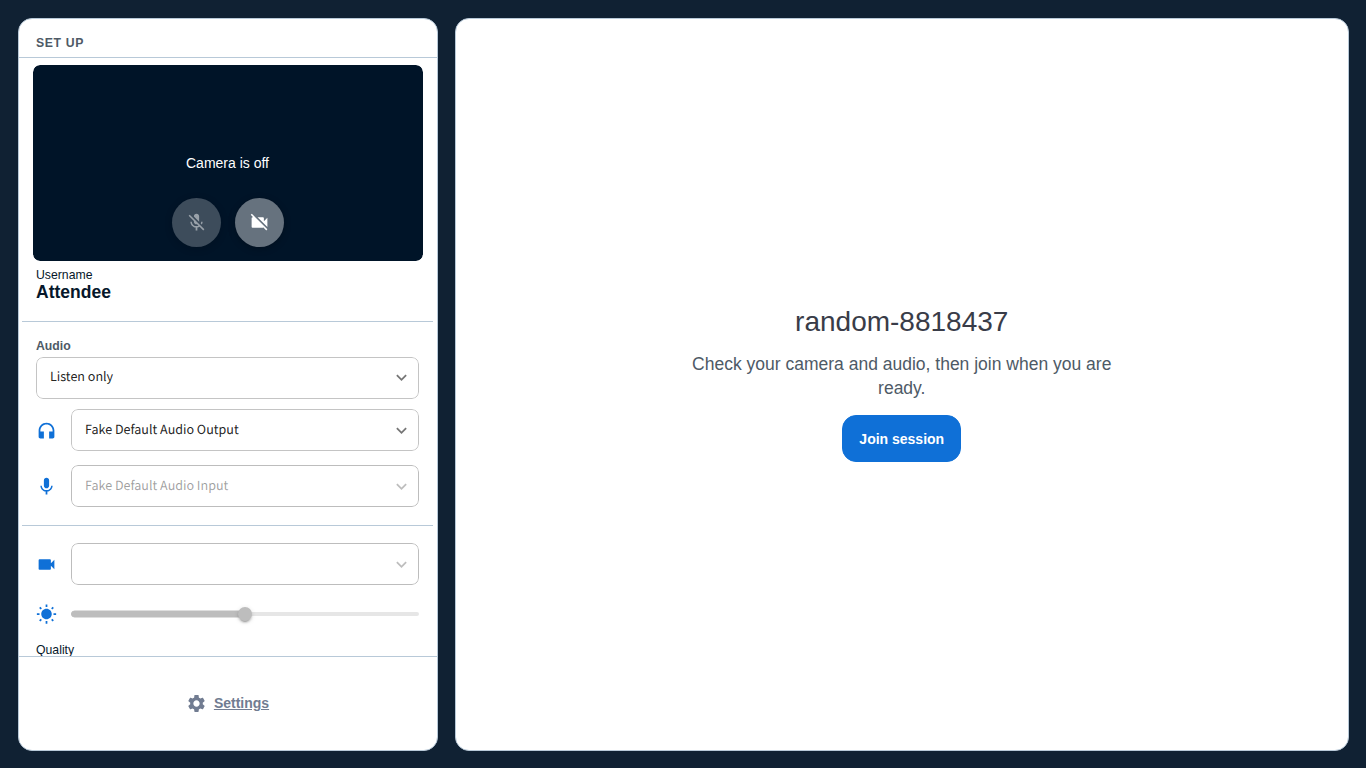 SET UP
Camera is off
Username
Attendee
Audio
Listen only
Fake Default Audio Output
Fake Default Audio Input
Quality
Settings
random-8818437
Check your camera and audio, then join when you are
ready.
Join session